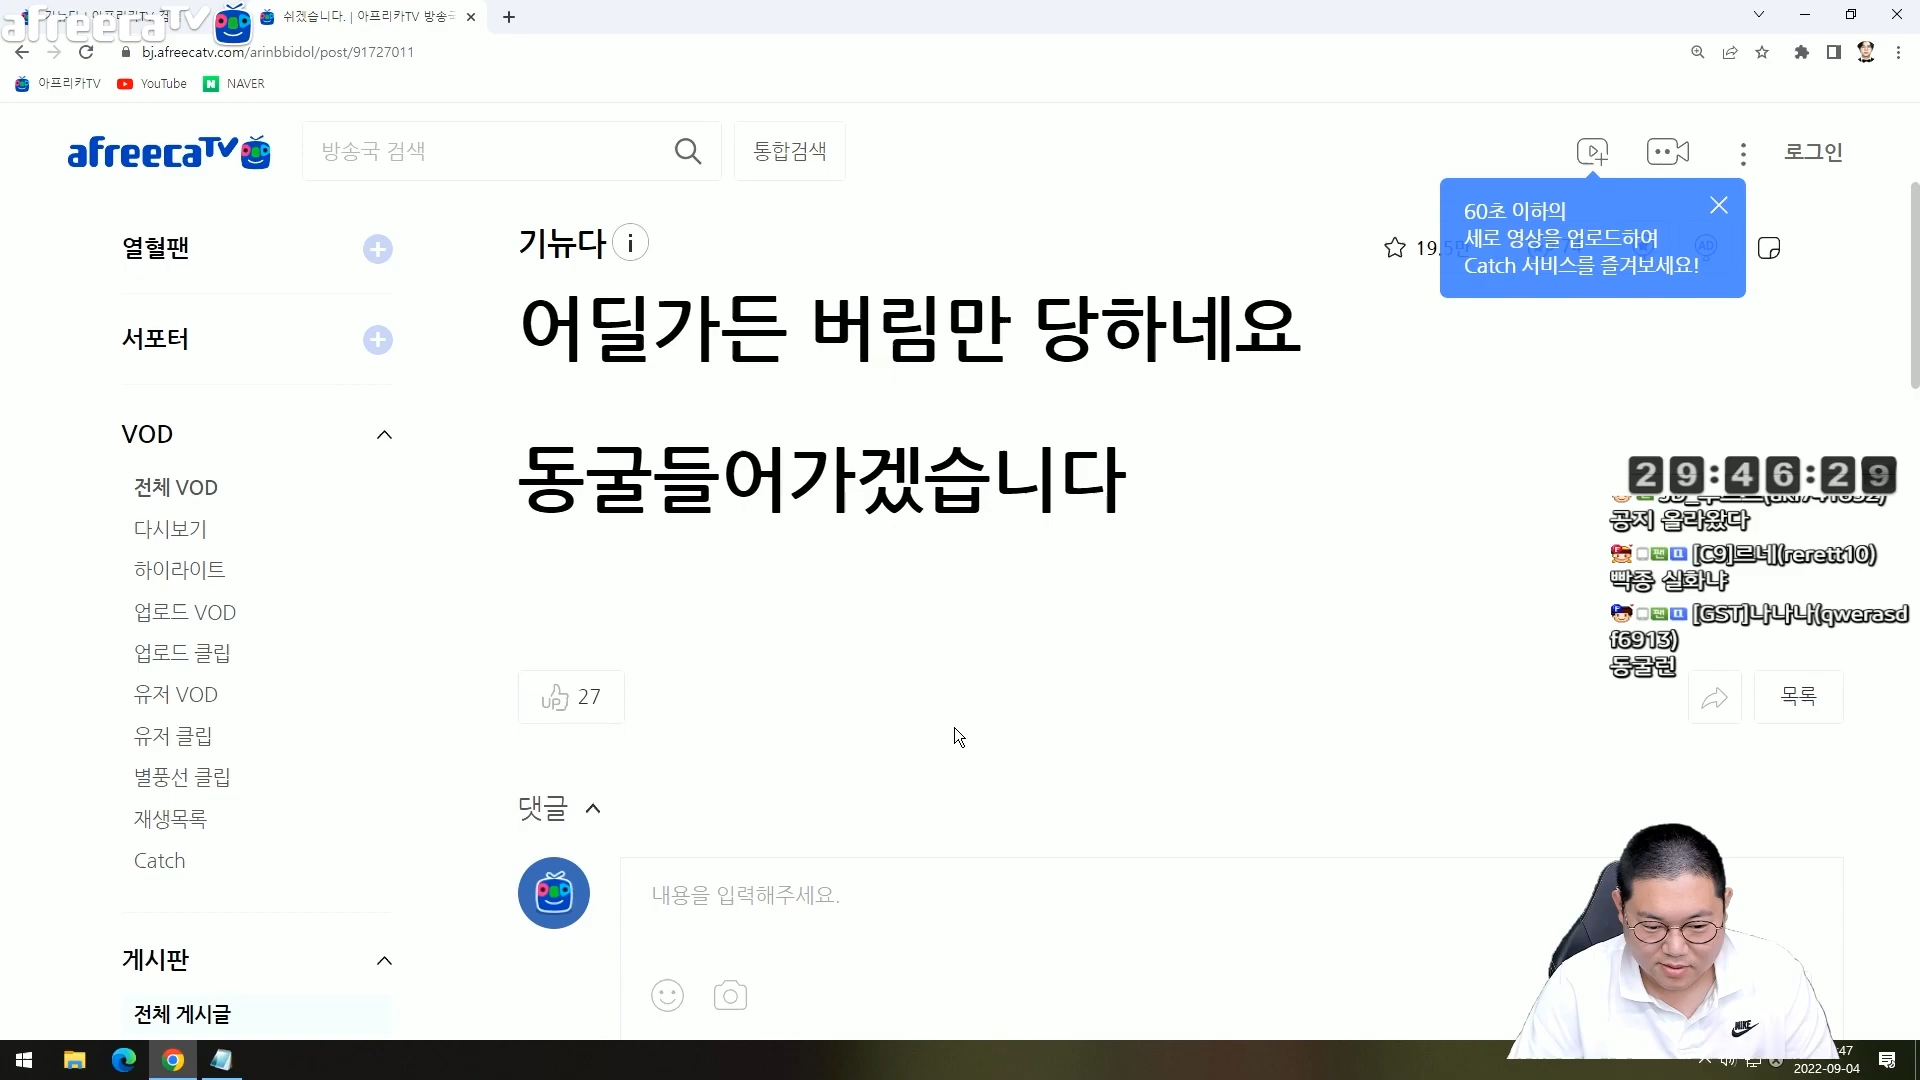 afreecaTV
쉬겠습니다. | 아프리카TV 방송국
bj.afreecatv.com/arinbbidol/post/91727011
아프리카TV
YouTube
NAVER
afreecaTV
방송국 검색
통합검색
로그인
60초 이하의
세로 영상을 업로드하여
Catch 서비스를 즐겨보세요!
열혈팬
기뉴다
19.5만
어딜가든 버림만 당하네요
서포터
VOD
동굴들어가겠습니다
전체 VOD
29:46:29
다시보기
공지 올라왔다
하이라이트
[C9]르네(rerett10)
빡종 실화냐
업로드 VOD
[GST]나나나(qwerasd
f6913)
동굴런
업로드 클립
유저 VOD
UP 27
목록
유저 클립
별풍선 클립
재생목록
댓글
Catch
내용을 입력해주세요.
게시판
전체 게시글
NIKE
:47
2022-09-04